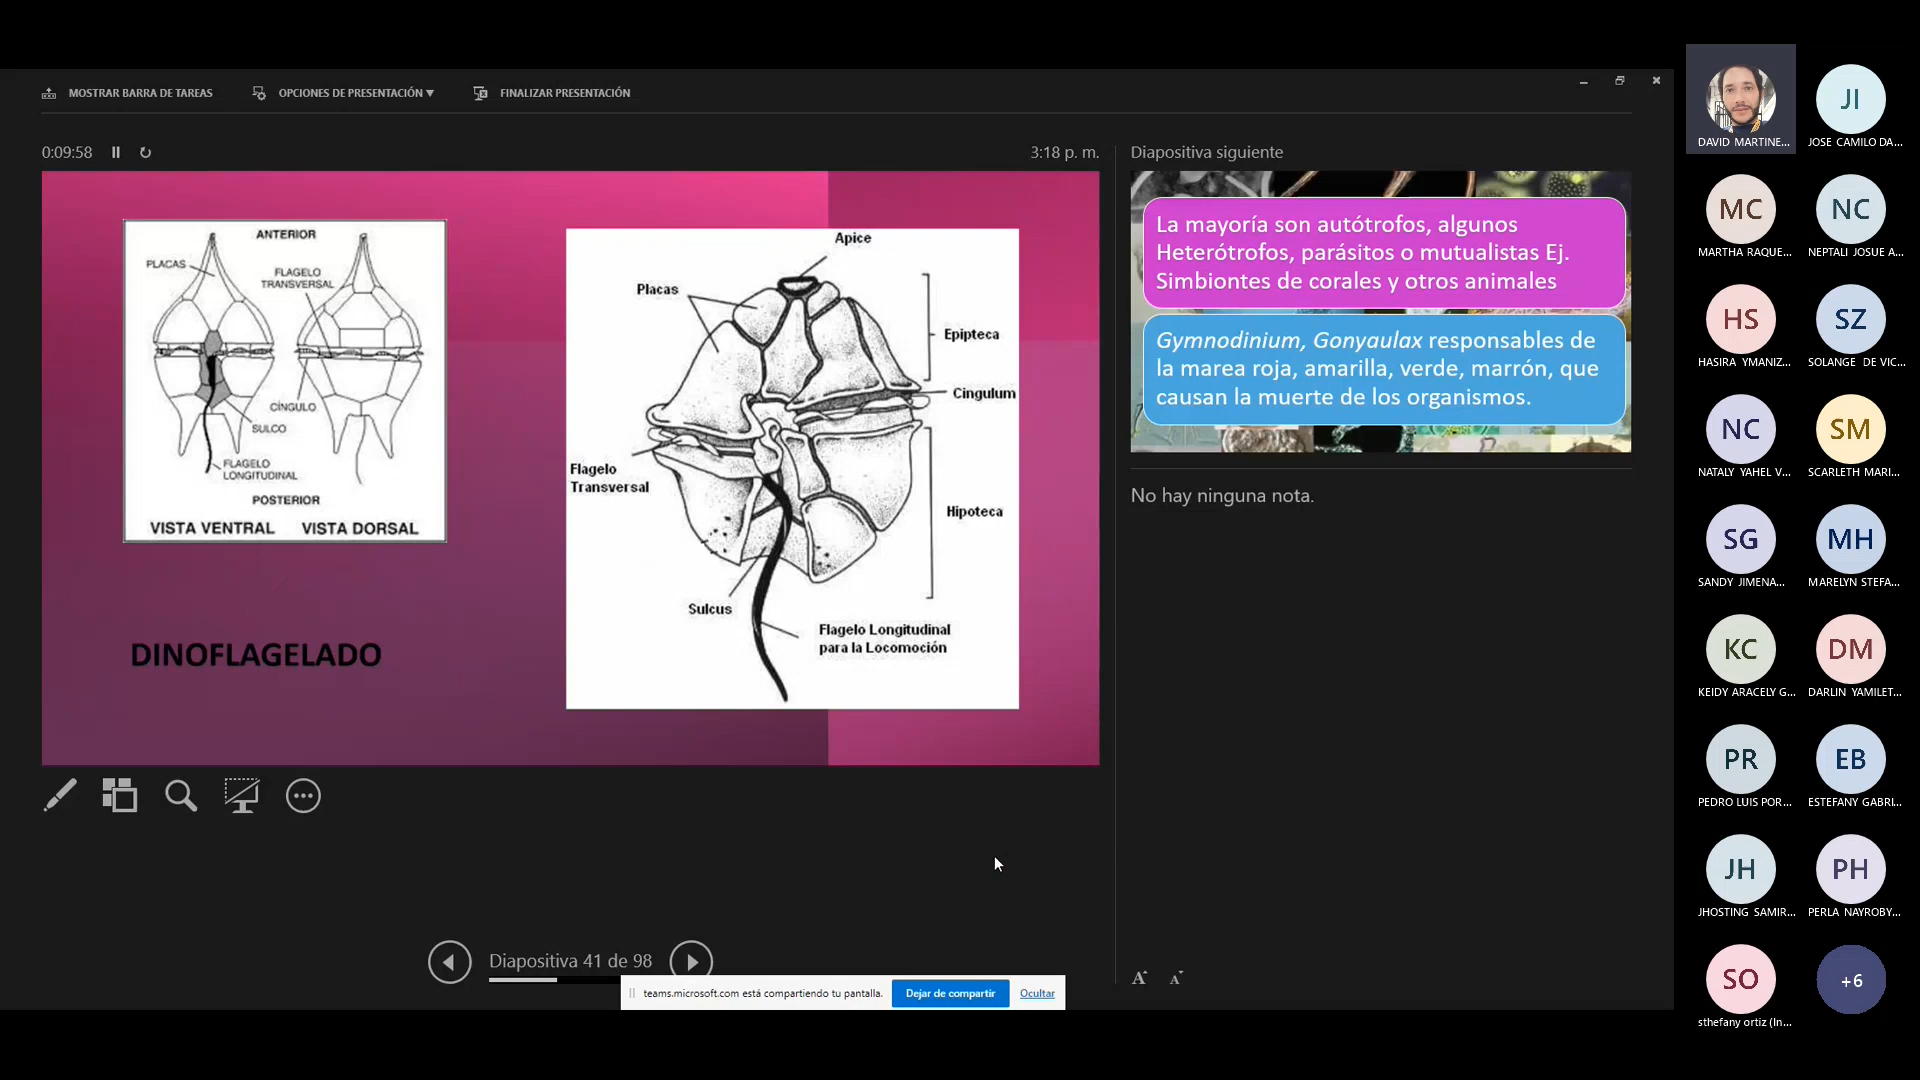 MOSTRAR BARRA DE TAREAS
OPCIONES DE PRESENTACIÓN ▾
FINALIZAR PRESENTACIÓN
0:09:58
3:18 p. m.
ANTERIOR
PLACAS
FLAGELO
TRANSVERSAL
CÍNGULO
SULCO
FLAGELO
LONGITUDINAL
POSTERIOR
VISTA VENTRAL VISTA DORSAL
DINOFLAGELADO
Apice
Placas
Epipteca
Cingulum
Flagelo
Transversal
Hipoteca
Sulcus
Flagelo Longitudinal
para la Locomoción
Diapositiva 41 de 98
teams.microsoft.com está compartiendo tu pantalla.
Dejar de compartir
Ocultar
Diapositiva siguiente
La mayoría son autótrofos, algunos
Heterótrofos, parásitos o mutualistas Ej.
Simbiontes de corales y otros animales
Gymnodinium, Gonyaulax responsables de
la marea roja, amarilla, verde, marrón, que
causan la muerte de los organismos.
No hay ninguna nota.
A A
DAVID MARTINE...
JI
JOSE CAMILO DA...
MC
MARTHA RAQUE...
NC
NEPTALI JOSUE A...
HS
HASIRA YMANIZ...
SZ
SOLANGE DE VIC...
NC
NATALY YAHEL V...
SM
SCARLETH MARI...
SG
SANDY JIMENA...
MH
MARELYN STEFA...
KC
KEIDY ARACELY G...
DM
DARLIN YAMILET...
PR
PEDRO LUIS POR...
EB
ESTEFANY GABRI...
JH
JHOSTING SAMIR...
PH
PERLA NAYROBY...
SO
sthefany ortiz (In...
+6